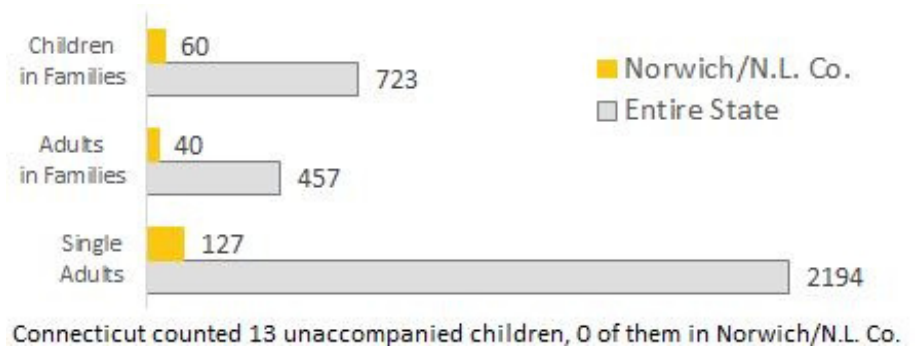 Children
in Families
60
723
Norwich/N.L. Co.
Entire State
Adults
in Families
40
457
Single
Adults
127
2194
Connecticut counted 13 unaccompanied children, 0 of them in Norwich/N.L. Co.